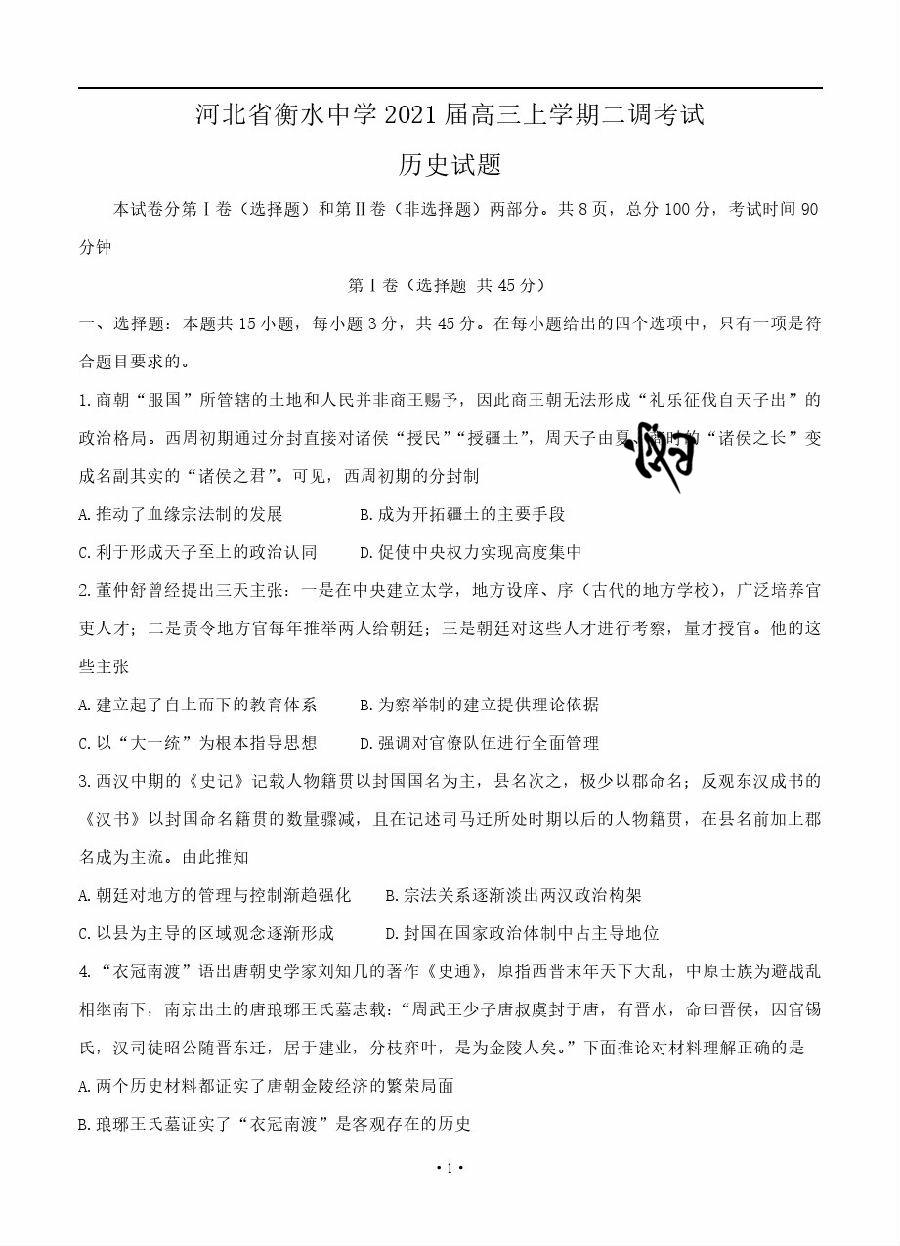 河北省衡水中学2021届高三上学期二调考试
历史试题
本试卷分第Ⅰ卷（选择题）和第Ⅱ卷（非选择题）两部分。共8页，总分100分，考试时间90
分钟
第Ⅰ卷（选择题 共45分）
一、选择题：本题共15小题，每小题3分，共45分。在每小题给出的四个选项中，只有一项是符
合题目要求的。
1.商朝“服国”所管辖的土地和人民并非商王赐予，因此商王朝无法形成“礼乐征伐自天子出”的
政治格局。西周初期通过分封直接对诸侯“授民”“授疆土”，周天子由夏、商时的“诸侯之长”变
成名副其实的“诸侯之君”。可见，西周初期的分封制
A.推动了血缘宗法制的发展 B.成为开拓疆土的主要手段
C.利于形成天子至上的政治认同 D.促使中央权力实现高度集中
2.董仲舒曾经提出三天主张：一是在中央建立太学，地方设庠、序（古代的地方学校），广泛培养官
吏人才；二是责令地方官每年推举两人给朝廷；三是朝廷对这些人才进行考察，量才授官。他的这
些主张
A.建立起了自上而下的教育体系 B.为察举制的建立提供理论依据
C.以“大一统”为根本指导思想 D.强调对官僚队伍进行全面管理
3.西汉中期的《史记》记载人物籍贯以封国国名为主，县名次之，极少以郡命名；反观东汉成书的
《汉书》以封国命名籍贯的数量骤减，且在记述司马迁所处时期以后的人物籍贯，在县名前加上郡
名成为主流。由此推知
A.朝廷对地方的管理与控制渐趋强化 B.宗法关系逐渐淡出两汉政治构架
C.以县为主导的区域观念逐渐形成 D.封国在国家政治体制中占主导地位
4.“衣冠南渡”语出唐朝史学家刘知几的著作《史通》，原指西晋末年天下大乱，中原士族为避战乱
相继南下。南京出土的唐琅琊王氏墓志载：“周武王少子唐叔虞封于唐，有晋水，命曰晋侯，因官锡
氏，汉司徒昭公随晋东迁，居于建业，分枝弈叶，是为金陵人矣。”下面推论对材料理解正确的是
A.两个历史材料都证实了唐朝金陵经济的繁荣局面
B.琅琊王氏墓证实了“衣冠南渡”是客观存在的历史
·1·